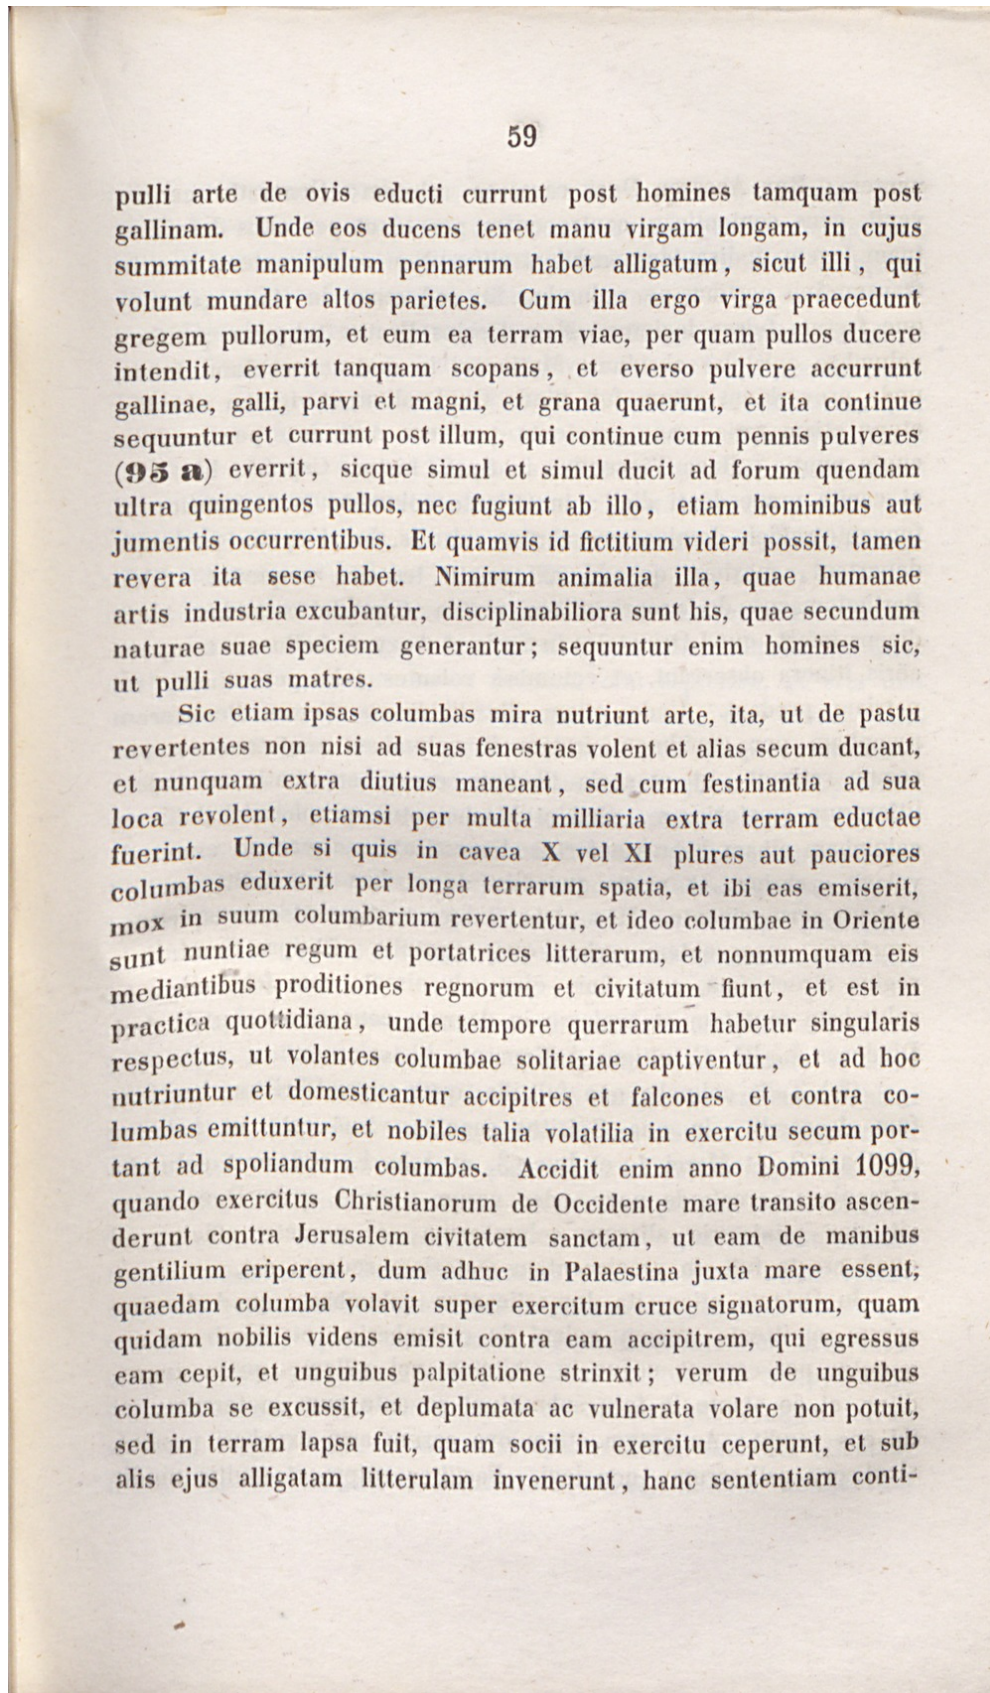 59
pulli arte de ovis educti currunt post homines tamquam post
gallinam. Unde eos ducens tenet manu virgam longam, in cujus
summitate manipulum pennarum habet alligatum, sicut illi, qui
volunt mundare altos parietes. Cum illa ergo virga praecedunt
gregem pullorum, et eum ea terram viae, per quam pullos ducere
intendit, everrit tanquam scopans, et everso pulvere accurrunt
gallinae, galli, parvi et magni, et grana quaerunt, et ita continue
sequuntur et currunt post illum, qui continue cum pennis pulveres
(95 a) everrit, sicque simul et simul ducit ad forum quendam
ultra quingentos pullos, nec fugiunt ab illo, etiam hominibus aut
jumentis occurrentibus. Et quamvis id fictitium videri possit, tamen
revera ita sese habet. Nimirum animalia illa, quae humanae
artis industria excubantur, disciplinabiliora sunt his, quae secundum
naturae suae speciem generantur; sequuntur enim homines sic,
ut pulli suas matres.
Sic etiam ipsas columbas mira nutriunt arte, ita, ut de pastu
revertentes non nisi ad suas fenestras volent et alias secum ducant,
et nunquam extra diutius maneant, sed cum festinantia ad sua
loca revolent, etiamsi per multa milliaria extra terram eductae
fuerint. Unde si quis in cavea X vel XI plures aut pauciores
columbas eduxerit per longa terrarum spatia, et ibi eas emiserit,
mox in suum columbarium revertentur, et ideo columbae in Oriente
sunt nuntiae regum et portatrices litterarum, et nonnumquam eis
mediantibus proditiones regnorum et civitatum fiunt, et est in
practica quottidiana, unde tempore querrarum habetur singularis
respectus, ut volantes columbae solitariae captiventur, et ad hoc
nutriuntur et domesticantur accipitres et falcones et contra co-
lumbas emittuntur, et nobiles talia volatilia in exercitu secum por-
tant ad spoliandum columbas. Accidit enim anno Domini 1099,
quando exercitus Christianorum de Occidente mare transito ascen-
derunt contra Jerusalem civitatem sanctam, ut eam de manibus
gentilium eriperent, dum adhuc in Palaestina juxta mare essent,
quaedam columba volavit super exercitum cruce signatorum, quam
quidam nobilis videns emisit contra eam accipitrem, qui egressus
eam cepit, et unguibus palpitatione strinxit; verum de unguibus
columba se excussit, et deplumata ac vulnerata volare non potuit,
sed in terram lapsa fuit, quam socii in exercitu ceperunt, et sub
alis ejus alligatam litterulam invenerunt, hanc sententiam conti-